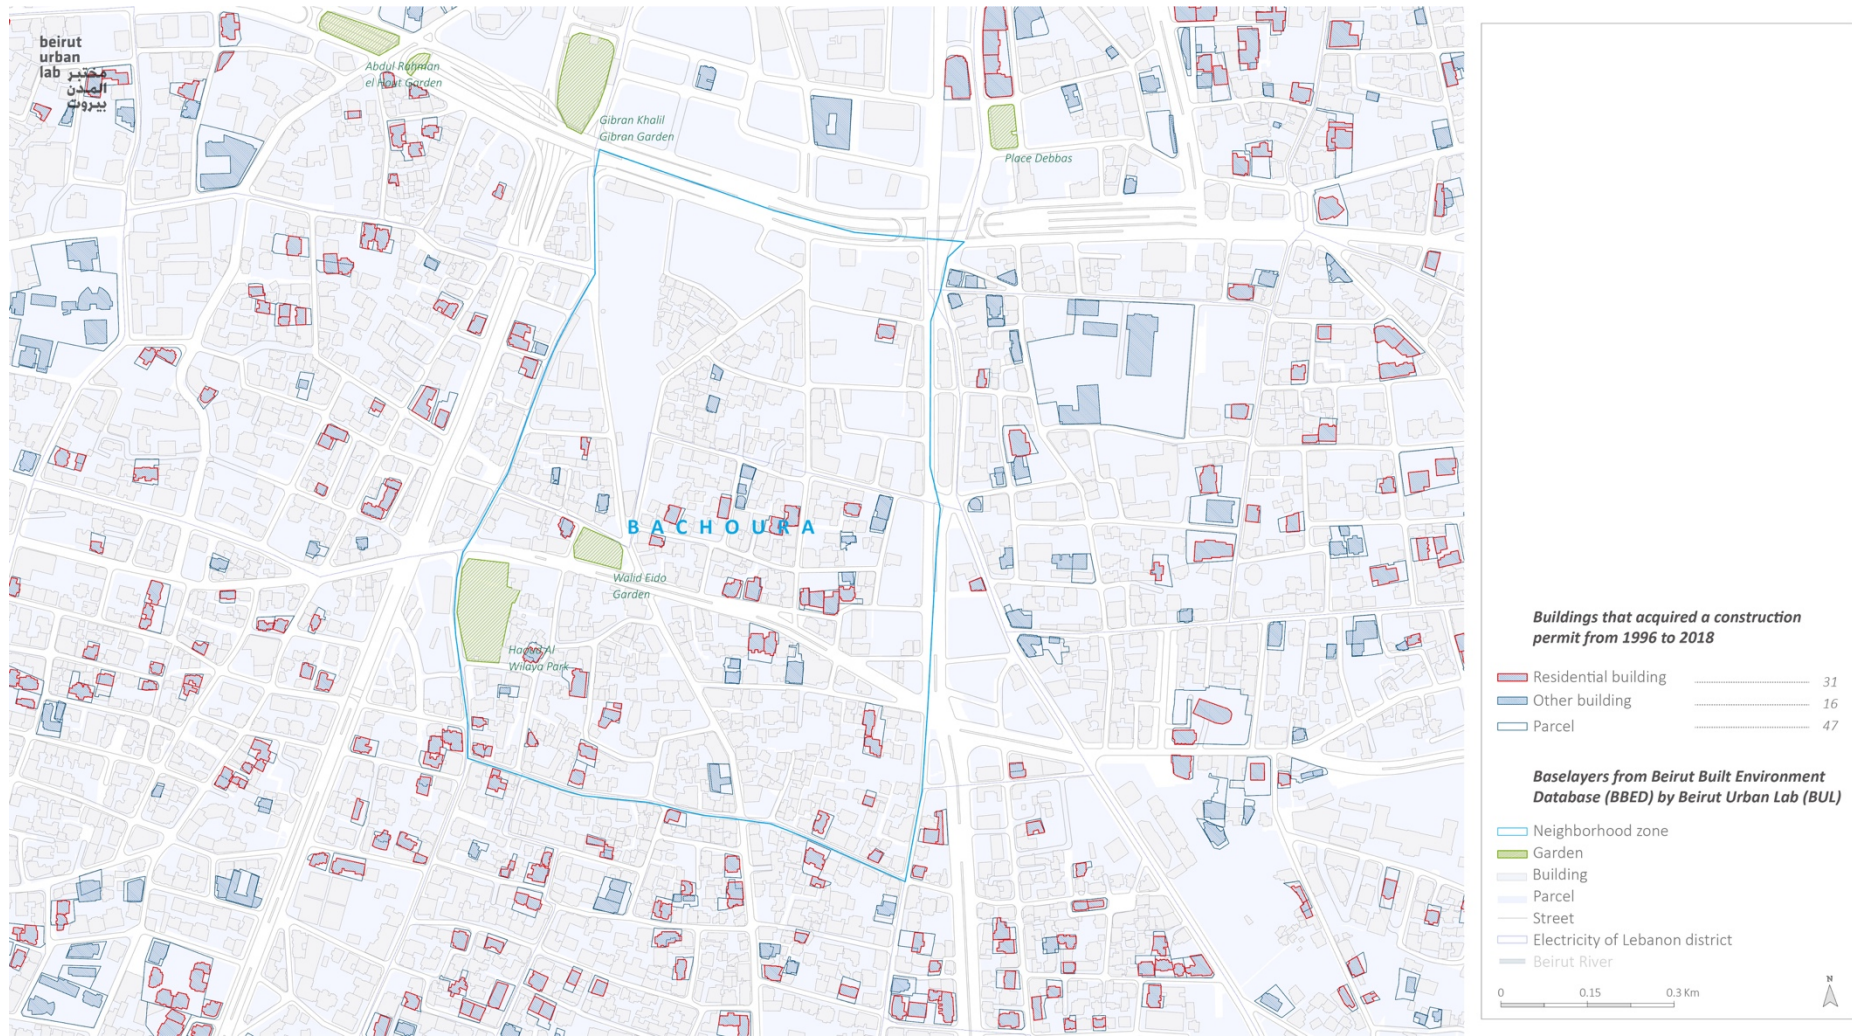 beirut
urban
lab مختبر
المدن
بيروت
Abdul Rahman
el Hout Garden
Gibran Khalil
Gibran Garden
Place Debbas
BACHOURA
Walid Eido
Garden
Wilaya Park
Buildings that acquired a construction
permit from 1996 to 2018
Residential building 31
Other building 16
Parcel 47
Baselayers from Beirut Built Environment
Database (BBED) by Beirut Urban Lab (BUL)
Neighborhood zone
Garden
Building
Parcel
Street
Electricity of Lebanon district
Beirut River
0 0.15 0.3 Km
N